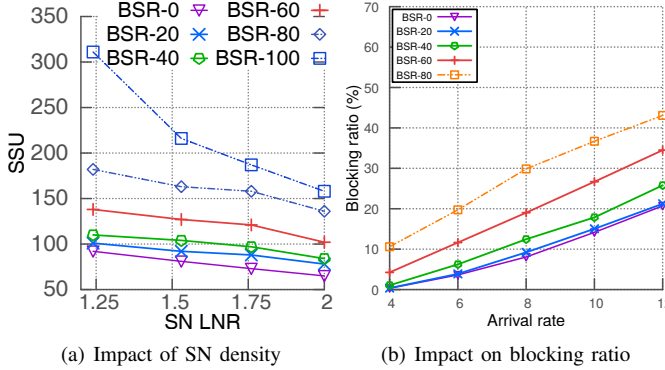 BSR-0 BSR-60
BSR-20 BSR-80
BSR-40 BSR-100
350
300
250
200
150
100
50
SSU
1.25 1.5 1.75 2
SN LNR
(a) Impact of SN density
BSR-0
BSR-20
BSR-40
BSR-60
BSR-80
70
60
50
40
30
20
10
0
Blocking ratio (%)
4 6 8 10
Arrival rate
(b) Impact on blocking ratio